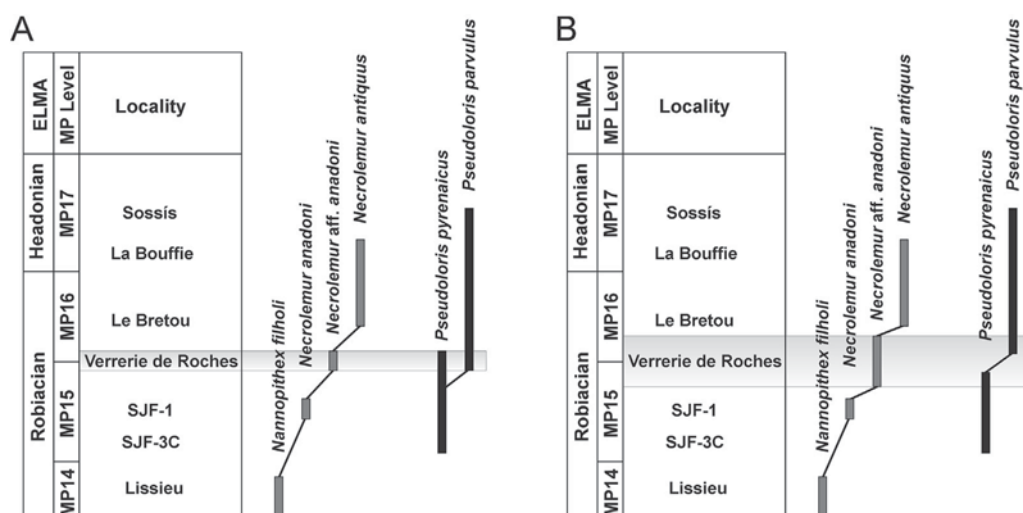 A
ELMA
MP Level
Locality
Headonian
MP17
Sossís
La Bouffie
Robiacian
MP16
Le Bretou
Verrerie de Roches
MP15
SJF-1
SJF-3C
MP14
Lissieu
Nannopithex filholi
Necrolemur anadoni
Necrolemur aff. anadoni
Necrolemur antiquus
Pseudoloris pyrenaicus
Pseudoloris parvulus
B
ELMA
MP Level
Locality
Headonian
MP17
Sossís
La Bouffie
Robiacian
MP16
Le Bretou
Verrerie de Roches
MP15
SJF-1
SJF-3C
MP14
Lissieu
Nannopithex filholi
Necrolemur anadoni
Necrolemur aff. anadoni
Necrolemur antiquus
Pseudoloris pyrenaicus
Pseudoloris parvulus